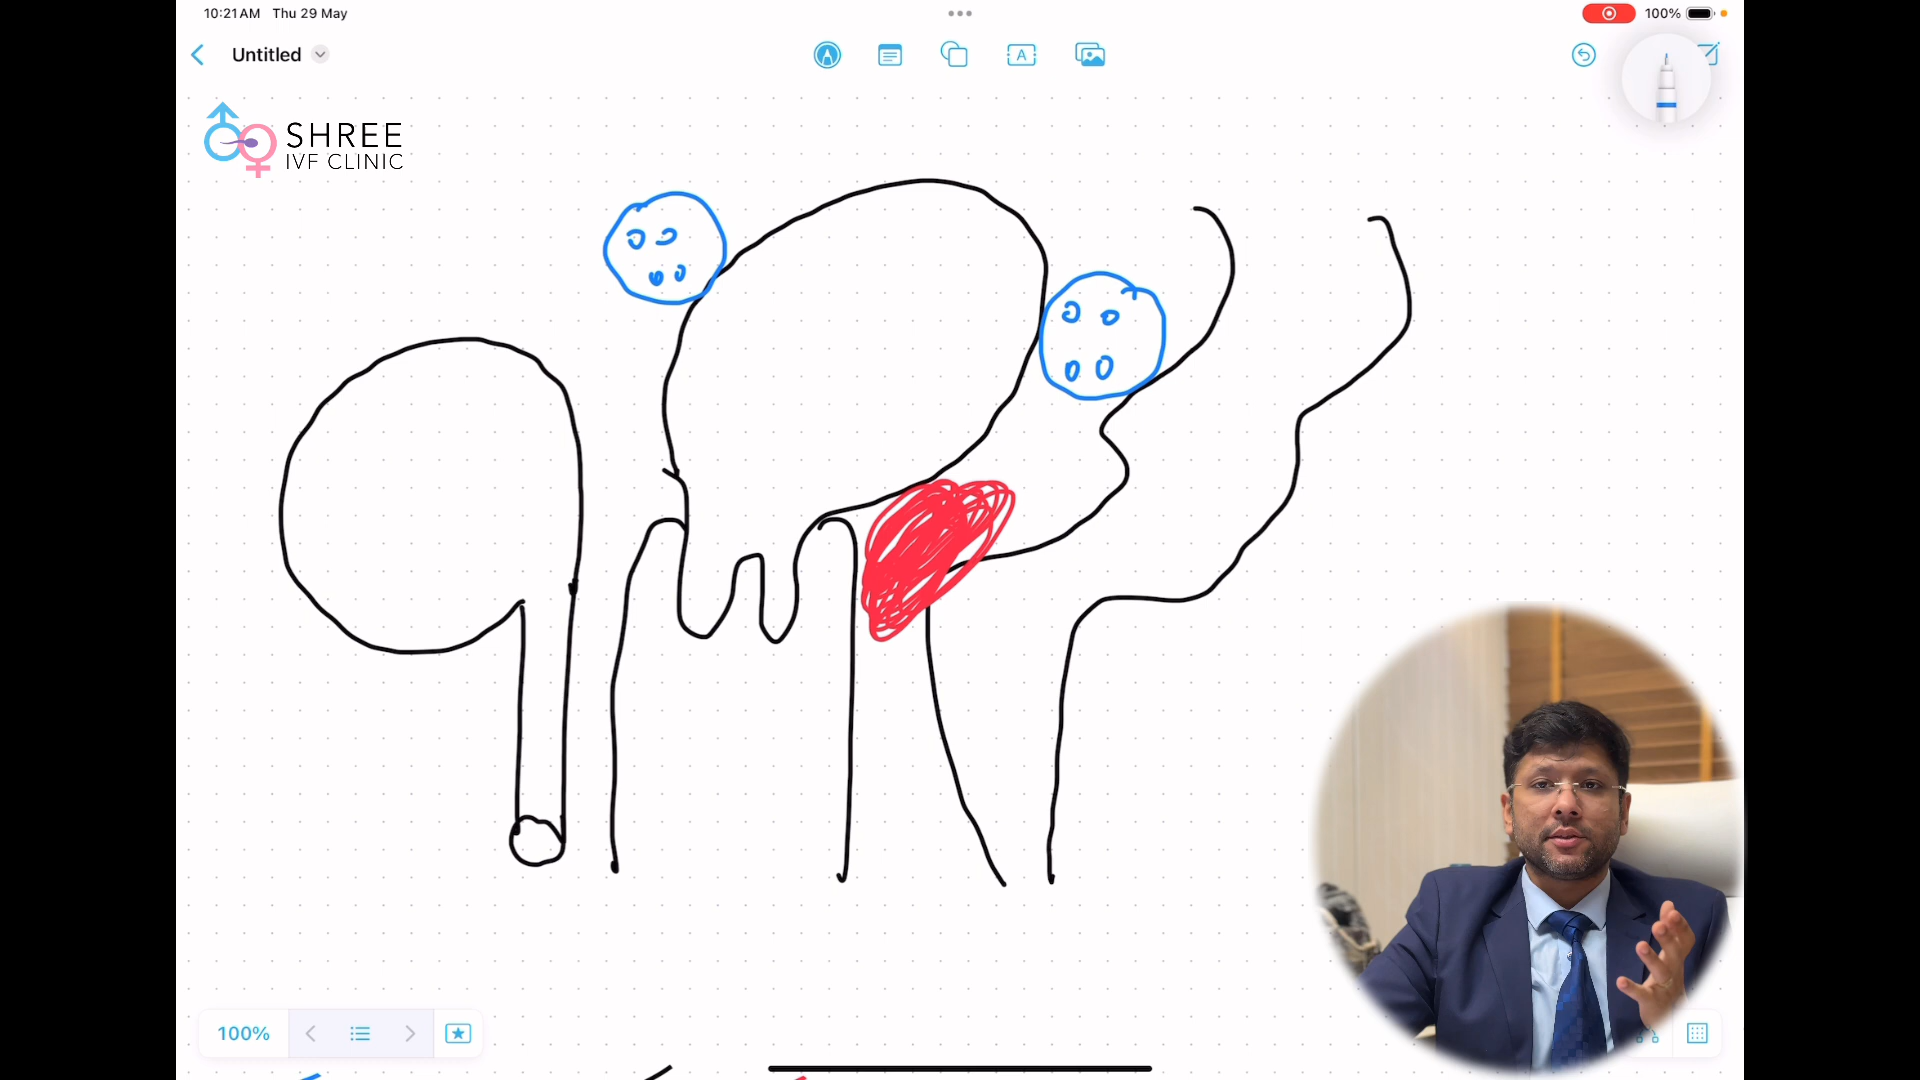 10:21 AM Thu 29 May
100%
Untitled
A
SHREE
IVF CLINIC
100%